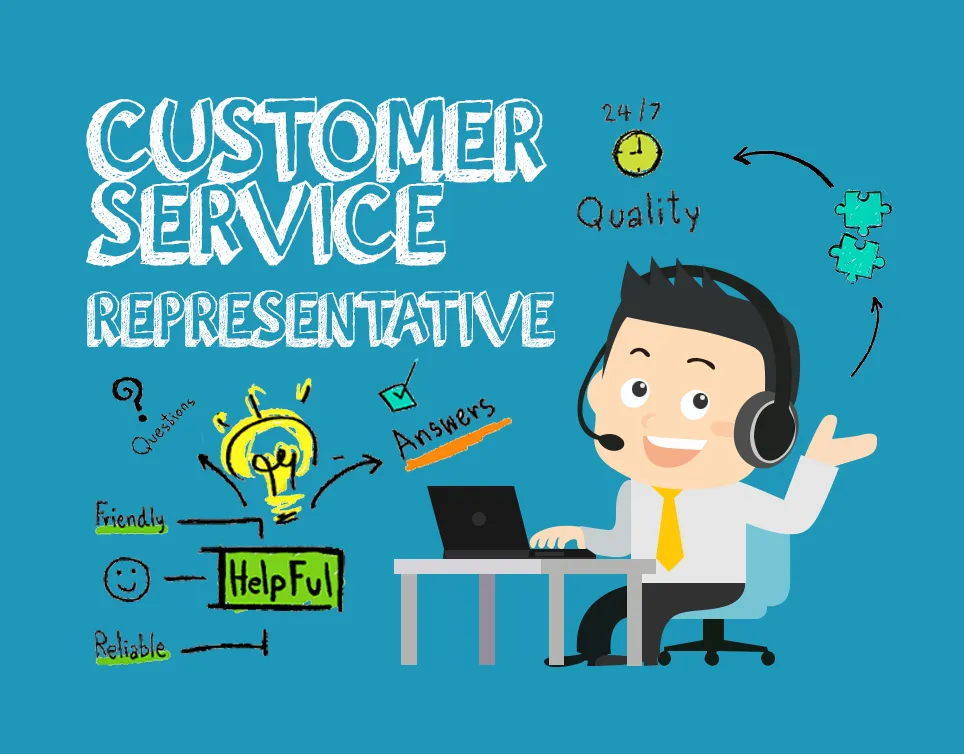 CUSTOMER
SERVICE
REPRESENTATIVE
24/7
Quality
?
Questions
Answers
Friendly
HelpFul
Reliable